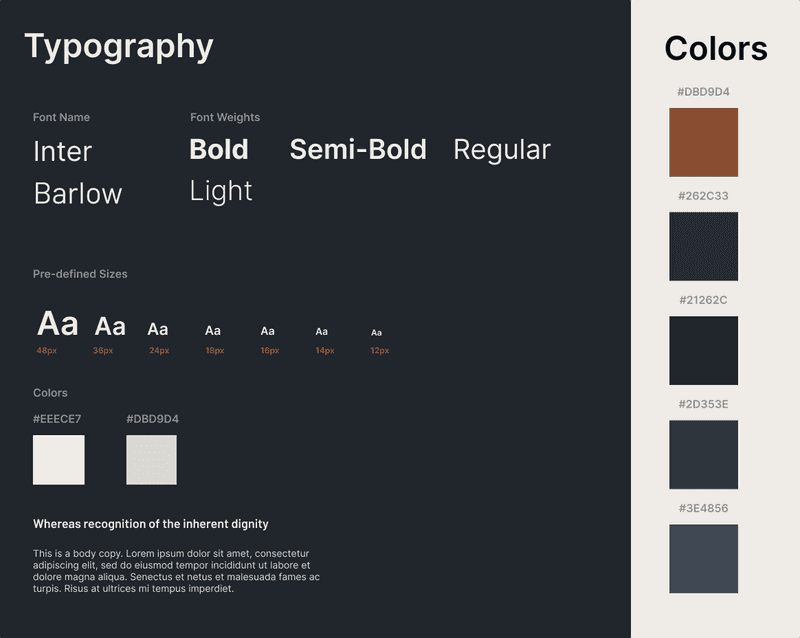 Typography
Font Name
Font Weights
Inter
Bold
Semi-Bold
Regular
Barlow
Light
Pre-defined Sizes
Aa Aa Aa Aa Aa Aa Aa
48px 36px 24px 18px 16px 14px 12px
Colors
#EEECE7
#DBD9D4
Whereas recognition of the inherent dignity
This is a body copy. Lorem ipsum dolor sit amet, consectetur
adipiscing elit, sed do eiusmod tempor incididunt ut labore et
dolore magna aliqua. Senectus et netus et malesuada fames ac
turpis. Risus at ultrices mi tempus imperdiet.
Colors
#DBD9D4
#262C33
#21262C
#2D353E
#3E4856